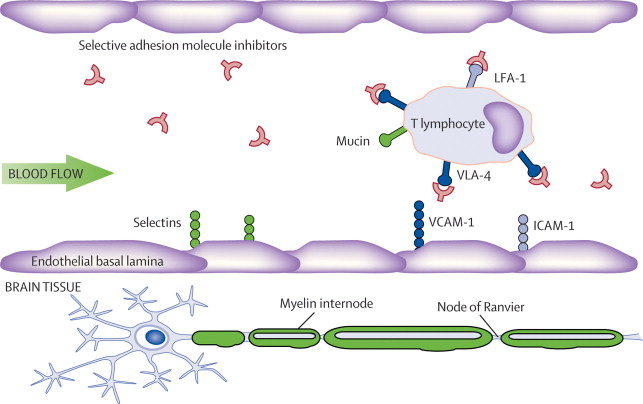 Selective adhesion molecule inhibitors
LFA-1
T lymphocyte
Mucin
VLA-4
BLOOD FLOW
Selectins
VCAM-1
ICAM-1
Endothelial basal lamina
BRAIN TISSUE
Myelin internode
Node of Ranvier